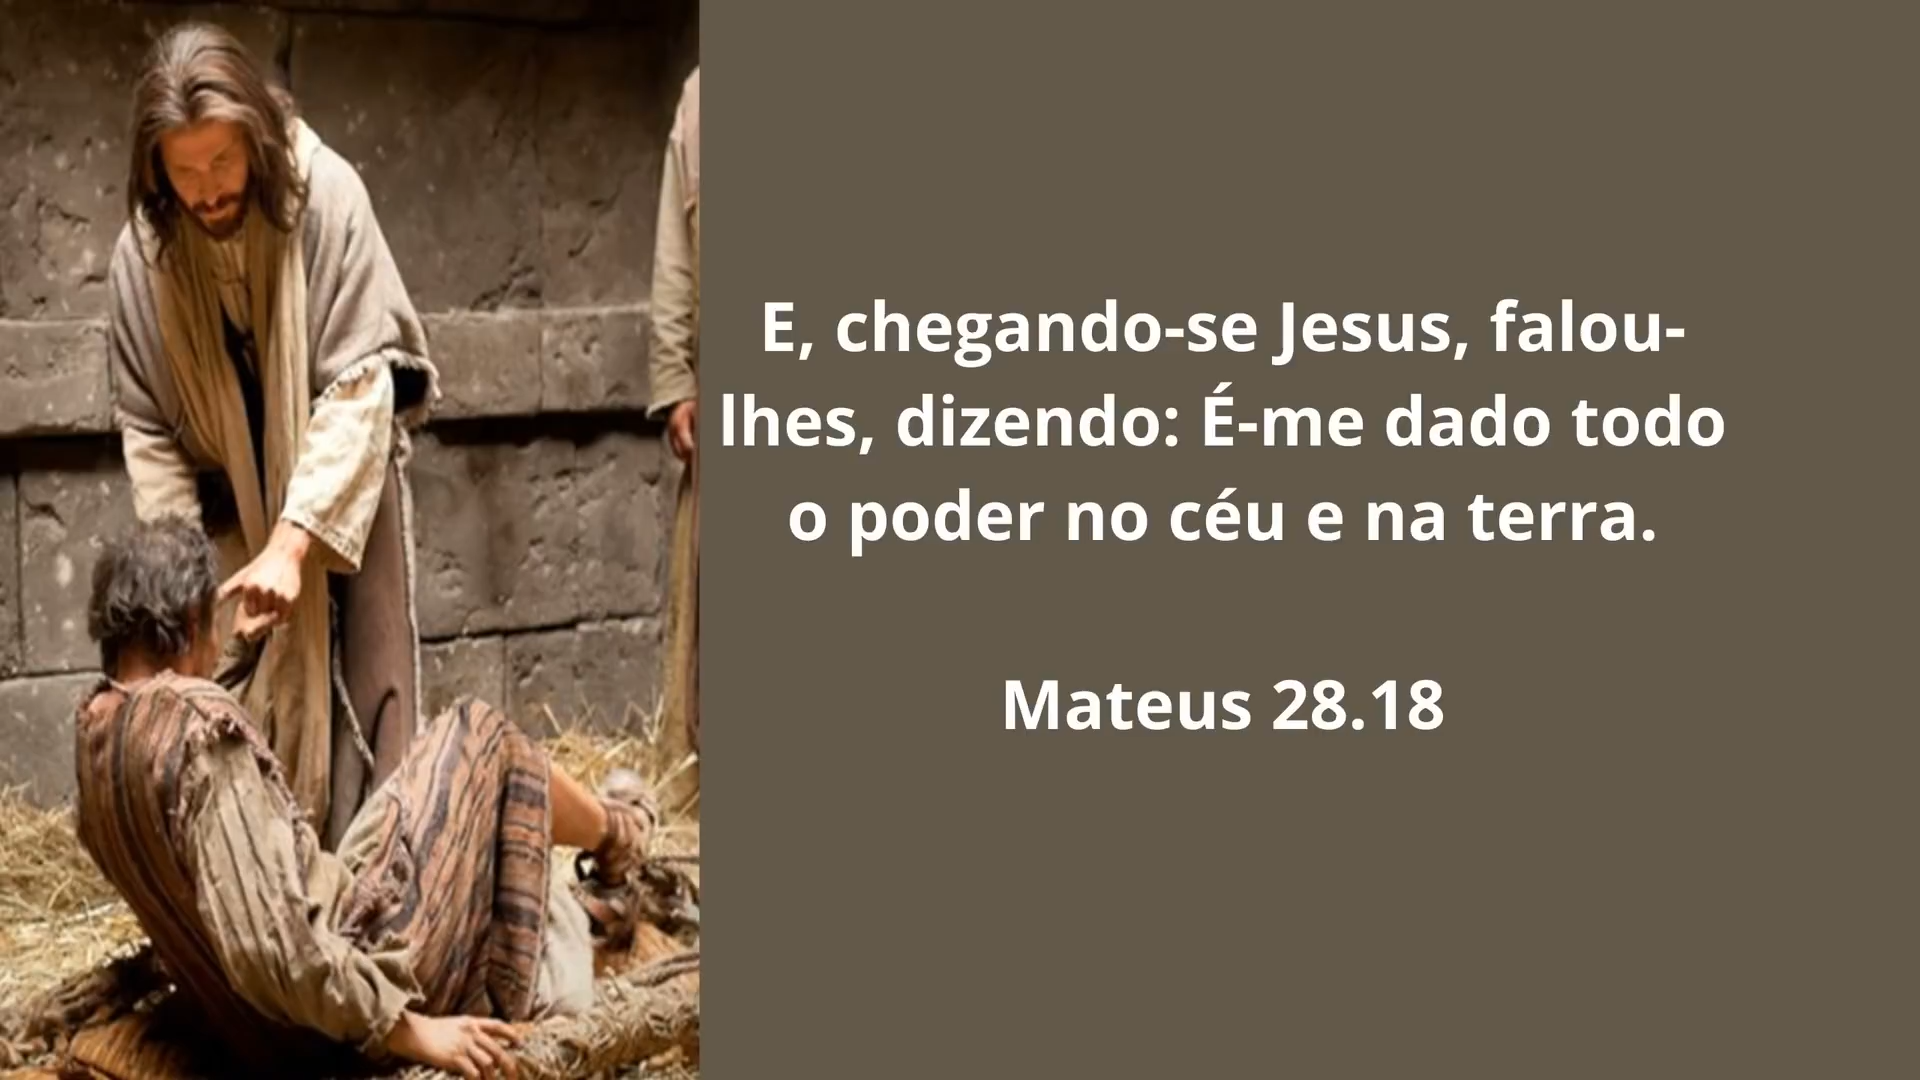 E, chegando-se Jesus, falou-
lhes, dizendo: É-me dado todo
o poder no céu e na terra.
Mateus 28.18